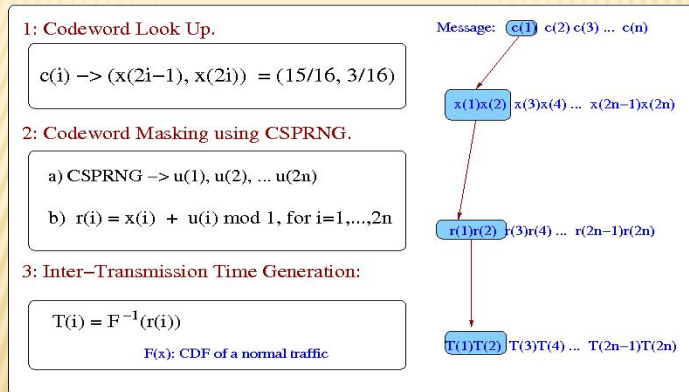 1: Codeword Look Up.
c(i) −> (x(2i−1), x(2i)) = (15/16, 3/16)
2: Codeword Masking using CSPRNG.
a) CSPRNG −> u(1), u(2), ... u(2n)
b) r(i) = x(i) + u(i) mod 1, for i=1,...,2n
3: Inter−Transmission Time Generation:
T(i) = F⁻¹(r(i))
F(x): CDF of a normal traffic
Message: c(1) c(2) c(3) ... c(n)
x(1)x(2) x(3)x(4) ... x(2n−1)x(2n)
r(1)r(2) r(3)r(4) ... r(2n−1)r(2n)
T(1)T(2) T(3)T(4) ... T(2n−1)T(2n)